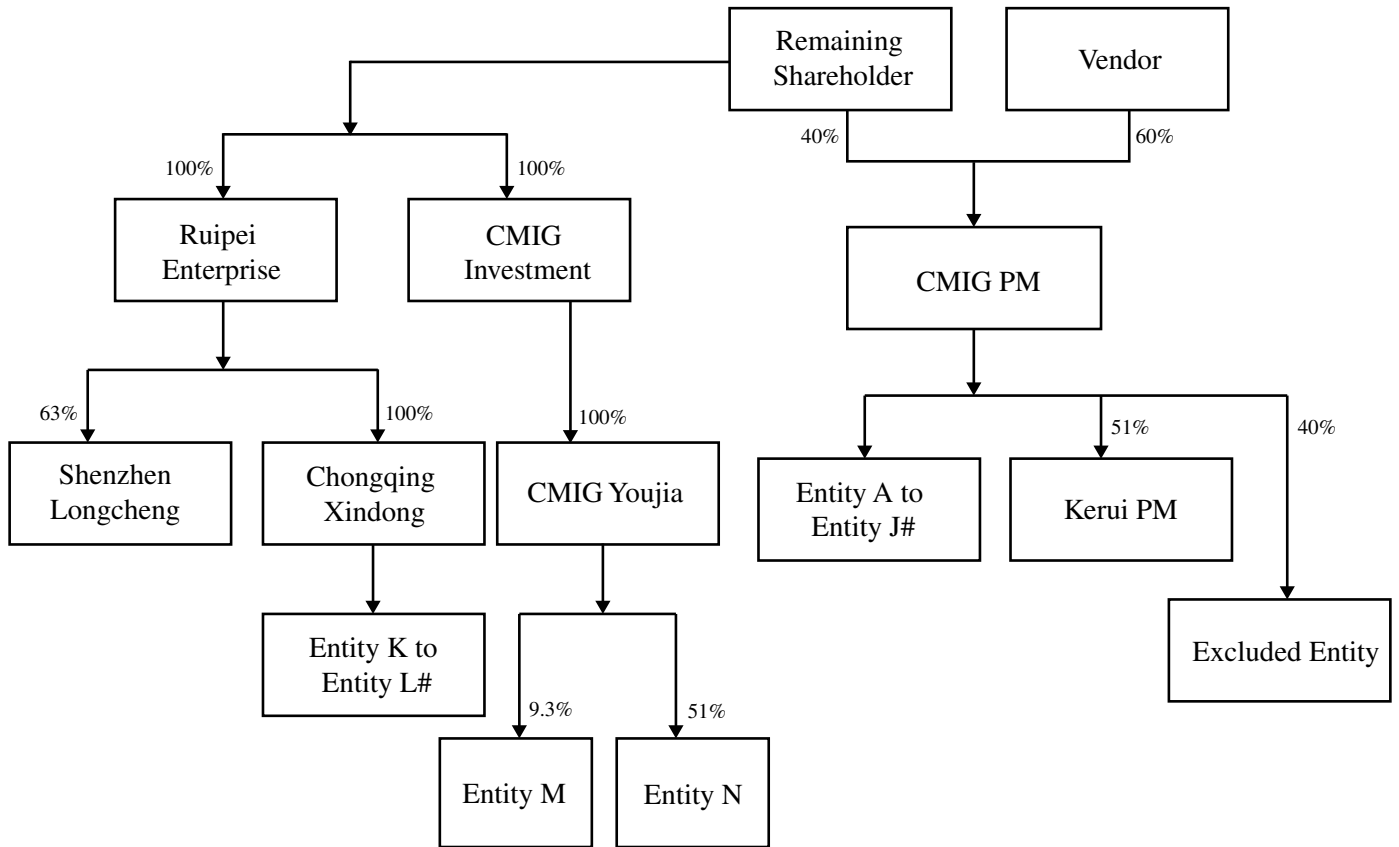 Remaining
Shareholder
Vendor
40%
60%
100%
100%
Ruipei
Enterprise
CMIG
Investment
CMIG PM
63%
100%
100%
51%
40%
Shenzhen
Longcheng
Chongqing
Xindong
CMIG Youjia
Entity A to
Entity J#
Kerui PM
Entity K to
Entity L#
Excluded Entity
9.3%
51%
Entity M
Entity N